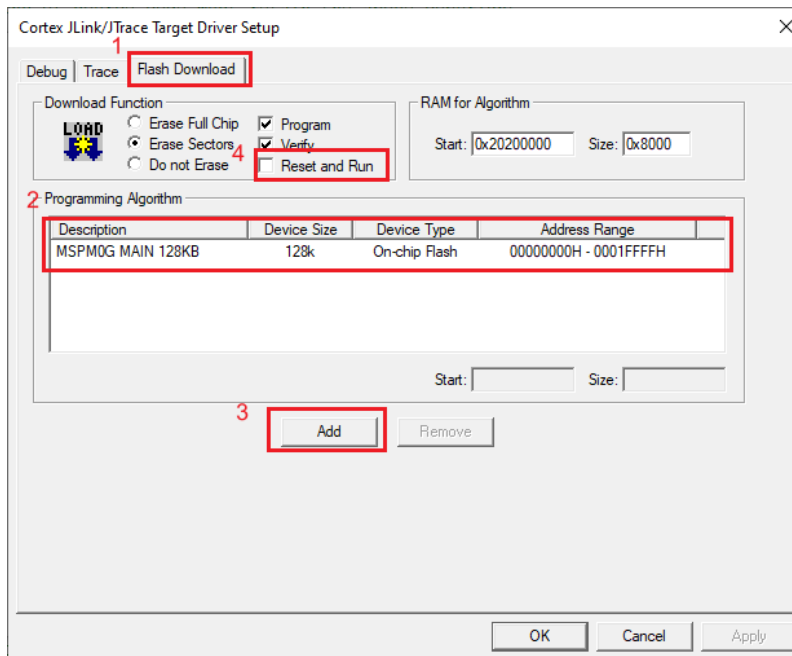 Cortex JLink/JTrace Target Driver Setup
1
Debug Trace Flash Download
Download Function
LOAD
Erase Full Chip
Erase Sectors
Do not Erase
Program
Verify
4
Reset and Run
RAM for Algorithm
Start: 0x20200000 Size: 0x8000
2 Programming Algorithm
Description Device Size Device Type Address Range
MSPM0G MAIN 128KB 128k On-chip Flash 00000000H - 0001FFFFH
Start: Size:
3
Add Remove
OK Cancel Apply